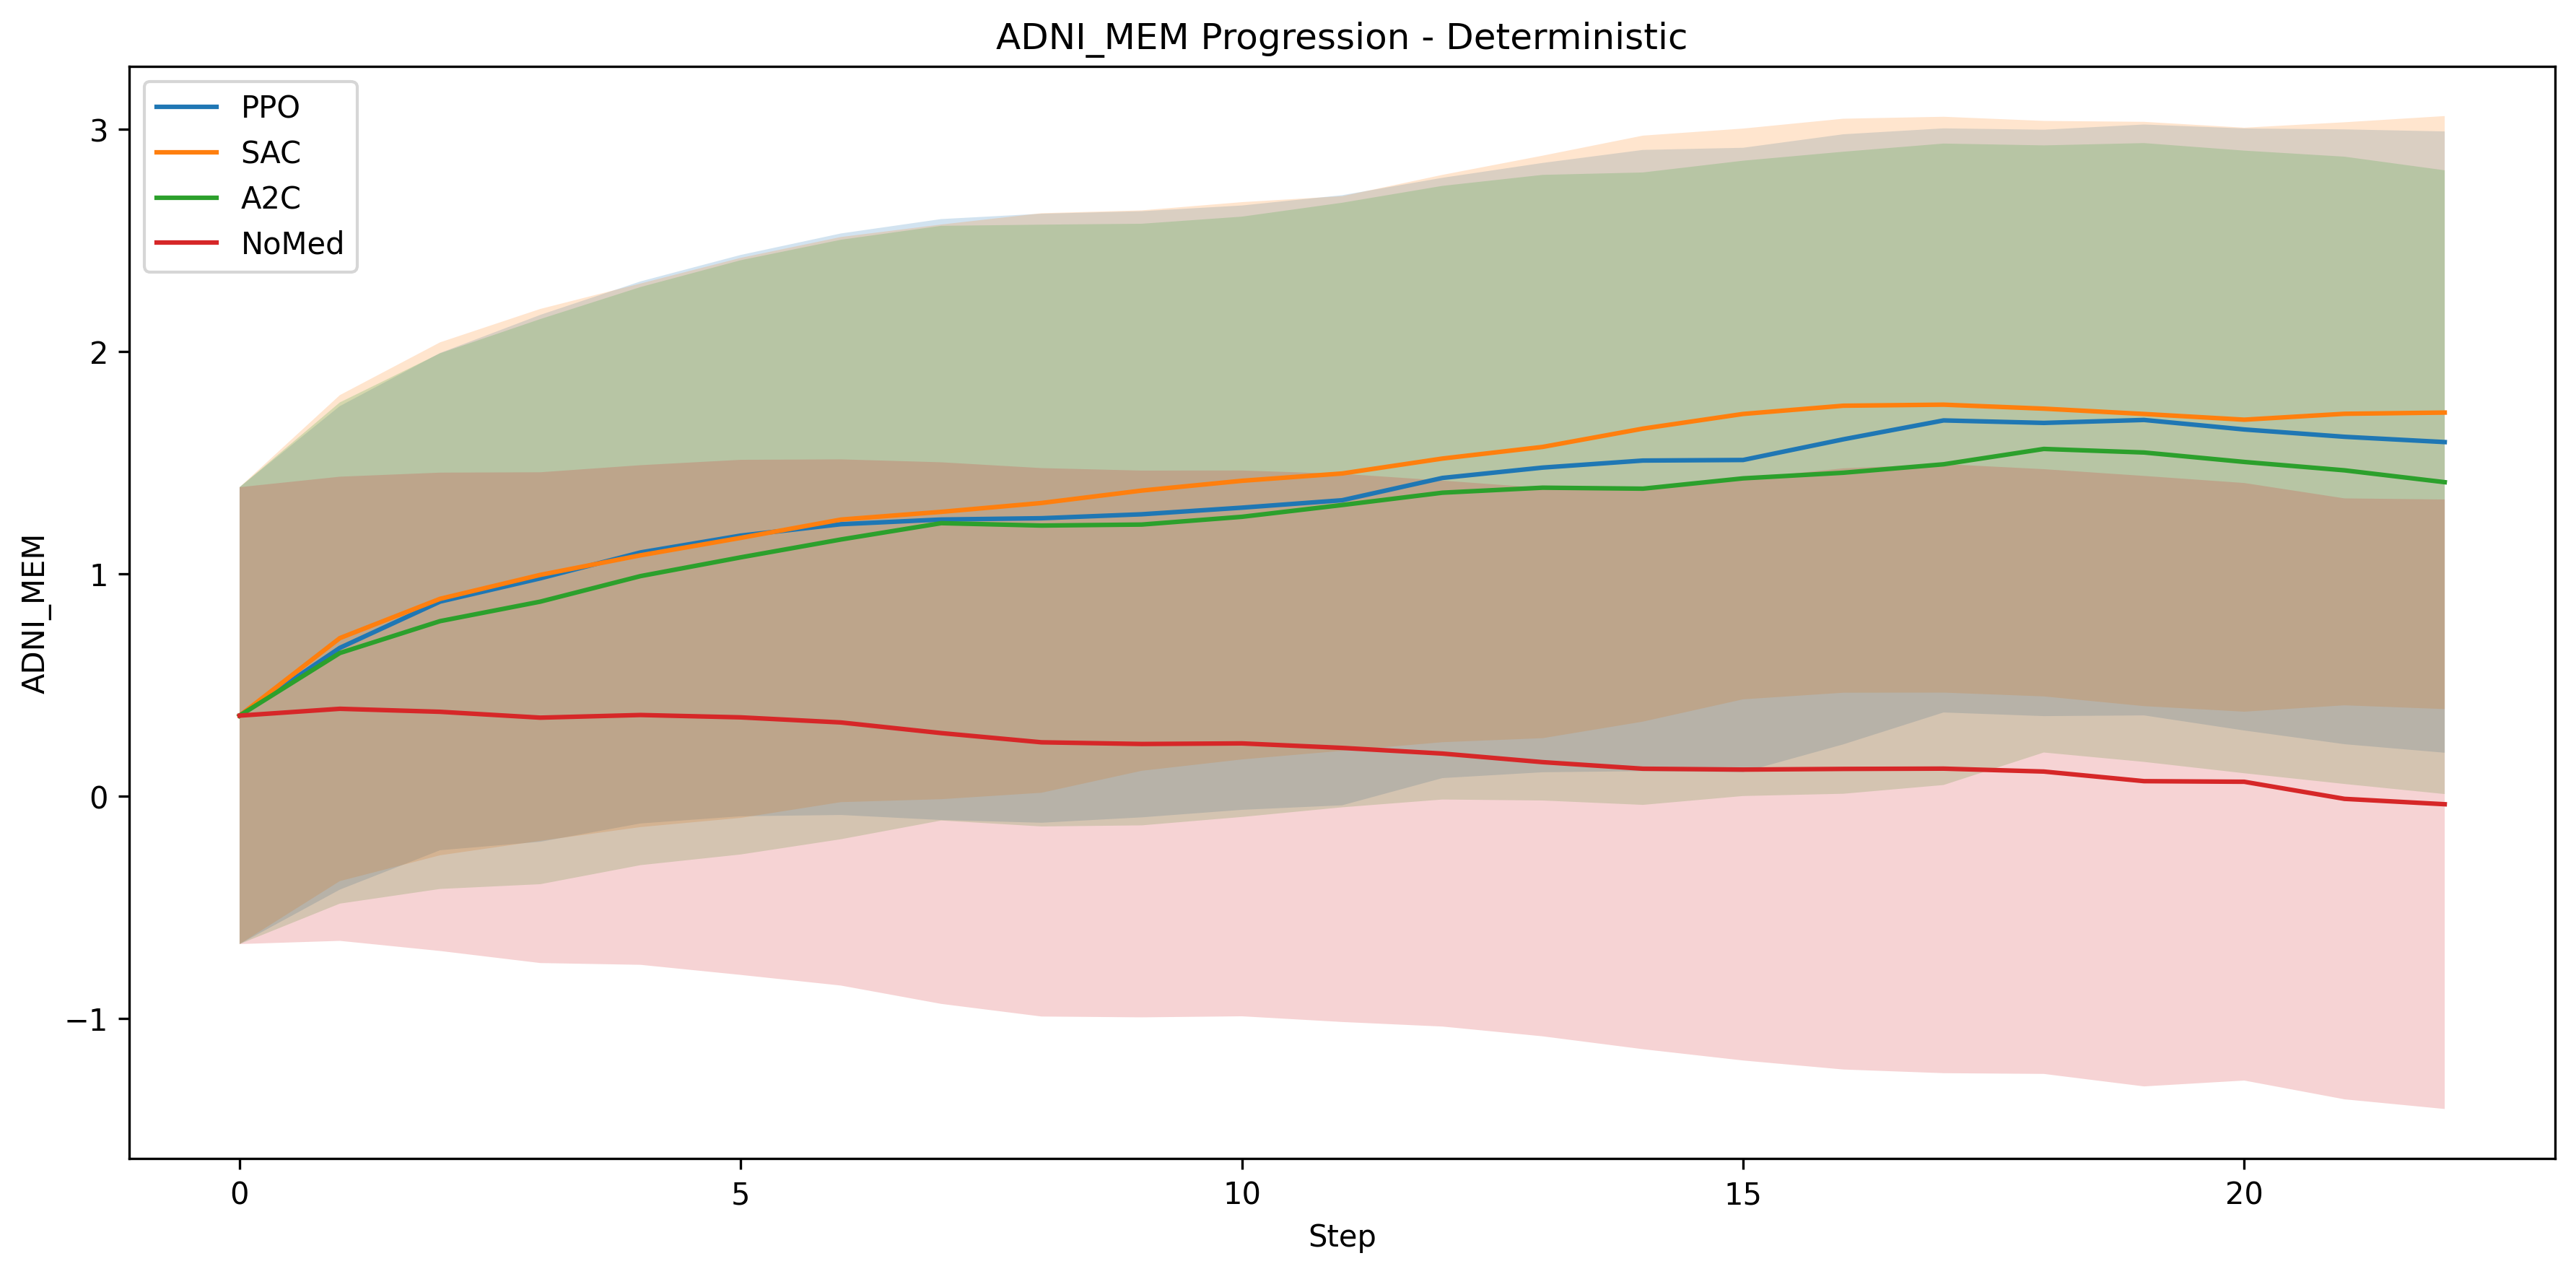 ADNI_MEM Progression - Deterministic
PPO
SAC
A2C
NoMed
3
2
1
0
−1
ADNI_MEM
0 5 10 15 20
Step